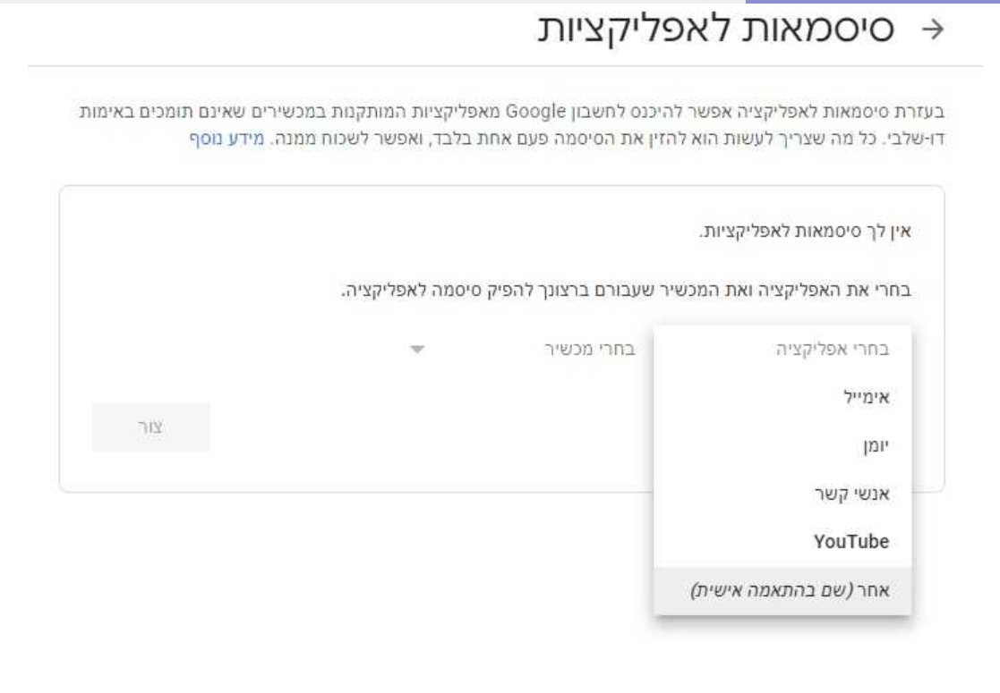 סיסמאות לאפליקציות
בעזרת סיסמאות לאפליקציה אפשר להיכנס לחשבון Google מאפליקציות המותקנות במכשירים שאינם תומכים באימות
דו-שלבי. כל מה שצריך לעשות הוא להזין את הסיסמה פעם אחת בלבד, ואפשר לשכוח ממנה. מידע נוסף
אין לך סיסמאות לאפליקציות.
בחרי את האפליקציה ואת המכשיר שעבורם ברצונך להפיק סיסמה לאפליקציה.
בחרי אפליקציה
בחרי מכשיר
אימייל
יומן
אנשי קשר
YouTube
אחר (שם בהתאמה אישית)
צור